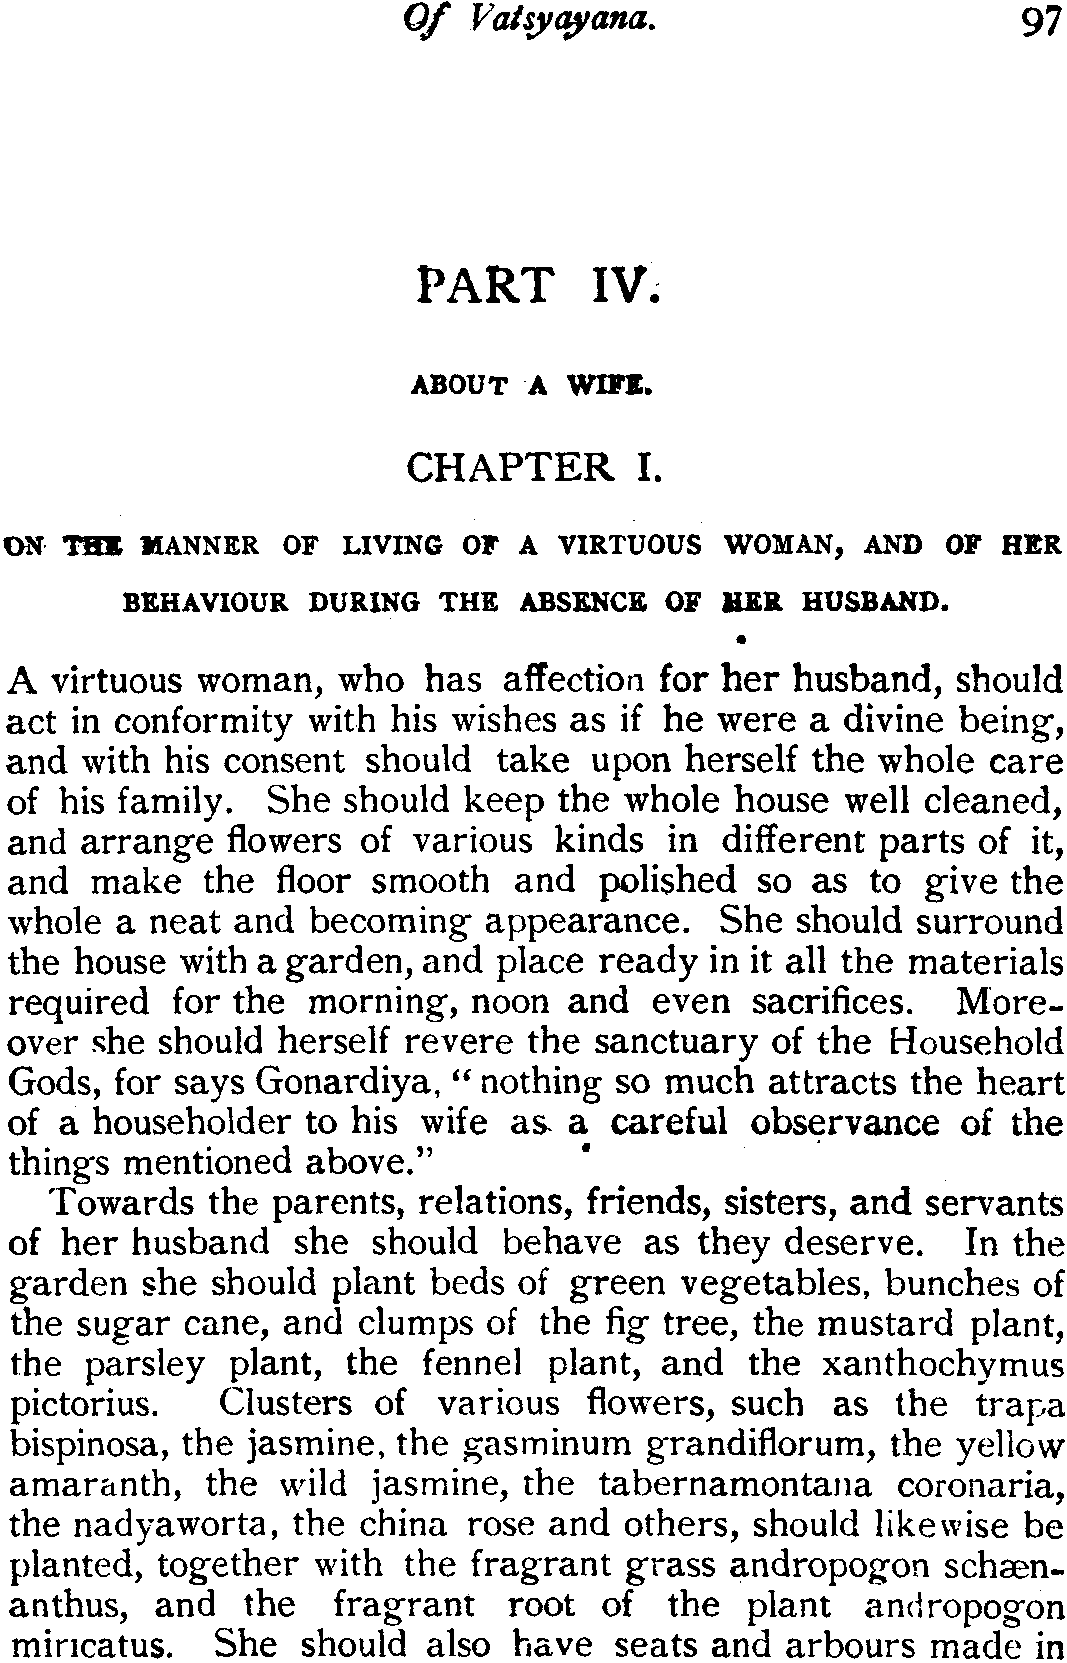 Of Vatsyayana. 97
PART IV.
ABOUT A WIFE.
CHAPTER I.
ON THE MANNER OF LIVING OF A VIRTUOUS WOMAN, AND OF HER
BEHAVIOUR DURING THE ABSENCE OF HER HUSBAND.
A virtuous woman, who has affection for her husband, should
act in conformity with his wishes as if he were a divine being,
and with his consent should take upon herself the whole care
of his family. She should keep the whole house well cleaned,
and arrange flowers of various kinds in different parts of it,
and make the floor smooth and polished so as to give the
whole a neat and becoming appearance. She should surround
the house with a garden, and place ready in it all the materials
required for the morning, noon and even sacrifices. More-
over she should herself revere the sanctuary of the Household
Gods, for says Gonardiya, "nothing so much attracts the heart
of a householder to his wife as a careful observance of the
things mentioned above."
Towards the parents, relations, friends, sisters, and servants
of her husband she should behave as they deserve. In the
garden she should plant beds of green vegetables, bunches of
the sugar cane, and clumps of the fig tree, the mustard plant,
the parsley plant, the fennel plant, and the xanthochymus
pictorius. Clusters of various flowers, such as the trapa
bispinosa, the jasmine, the gasminum grandiflorum, the yellow
amaranth, the wild jasmine, the tabernamontana coronaria,
the nadyaworta, the china rose and others, should likewise be
planted, together with the fragrant grass andropogon schæn-
anthus, and the fragrant root of the plant andropogon
miricatus. She should also have seats and arbours made in